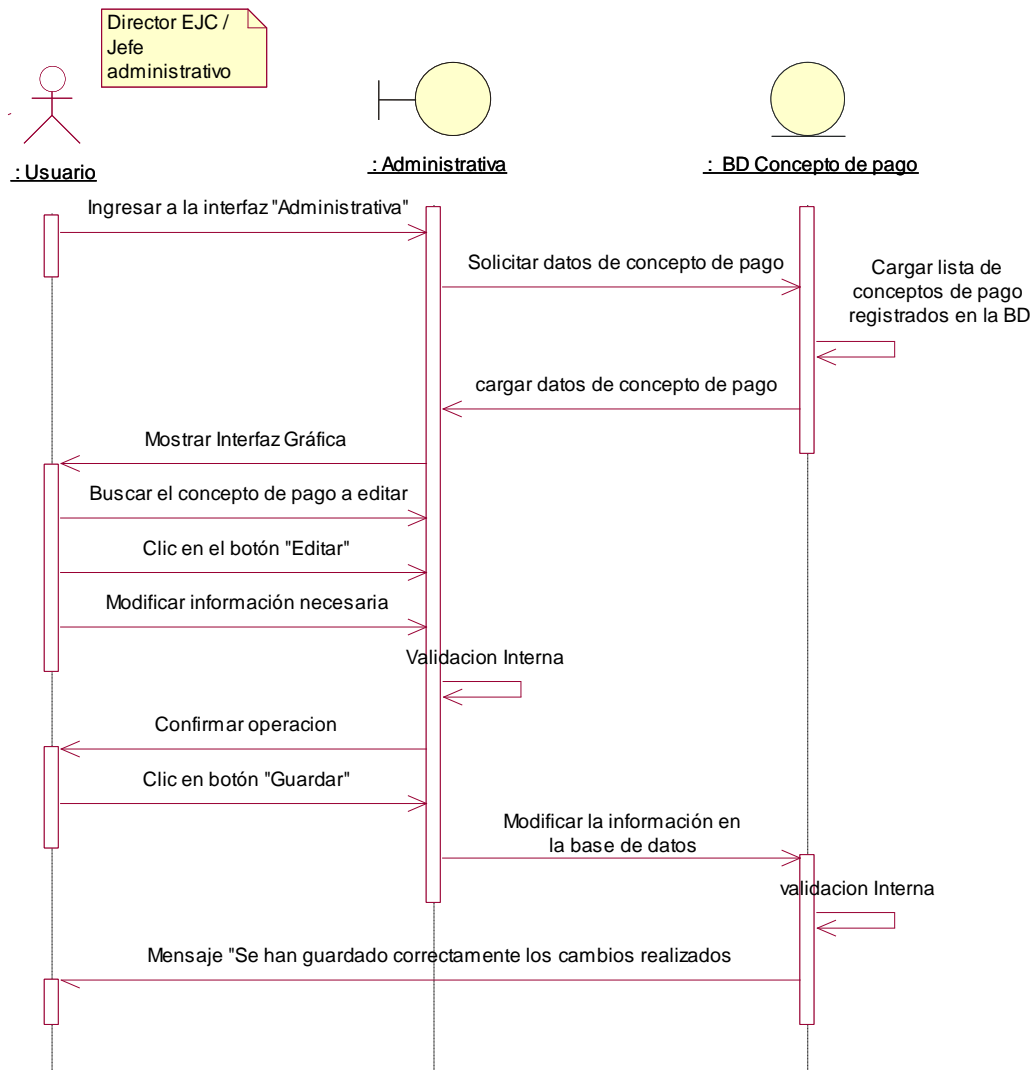 Director EJC /
Jefe
administrativo
: Usuario
: Administrativa
: BD Concepto de pago
Ingresar a la interfaz "Administrativa"
Solicitar datos de concepto de pago
Cargar lista de
conceptos de pago
registrados en la BD
cargar datos de concepto de pago
Mostrar Interfaz Gráfica
Buscar el concepto de pago a editar
Clic en el botón "Editar"
Modificar información necesaria
Validacion Interna
Confirmar operacion
Clic en botón "Guardar"
Modificar la información en
la base de datos
validacion Interna
Mensaje "Se han guardado correctamente los cambios realizados